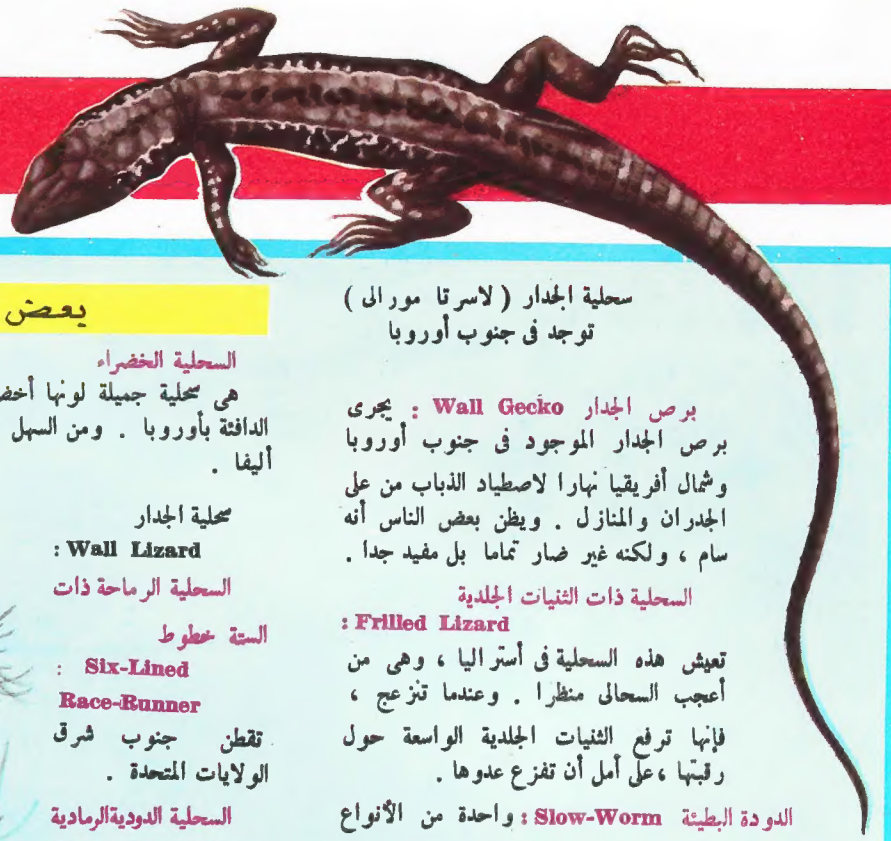 سحلية الجدار ( لاسرتا مورالى )
توجد فى جنوب أوروبا
برص الجدار Wall Gecko : يجرى
برص الجدار الموجود فى جنوب أوروبا
وشمال أفريقيا نهارا لاصطياد الذباب من على
الجدران والمنازل . ويظن بعض الناس أنه
سام ، ولكنه غير ضار تماما بل مفيد جدا .
السحلية ذات الثنيات الجلدية
Frilled Lizard :
تعيش هذه السحلية فى أستراليا ، وهى من
أعجب السحالى منظرا . وعندما تنزعج ،
فإنها ترفع الثنيات الجلدية الواسعة حول
رقبتها ، على أمل أن تفزع عدوها .
الدودة البطيئة Slow-Worm : واحدة من الأنواع
بعض
السحلية الخضراء
هى سحلية جميلة لونها أخضر
الدافئة بأوروبا . ومن السهل
أليفا .
سحلية الجدار
Wall Lizard :
السحلية الرماحة ذات
الستة خطوط
Six-Lined :
Race-Runner
تقطن جنوب شرق
الولايات المتحدة .
السحلية الدودية الرمادية